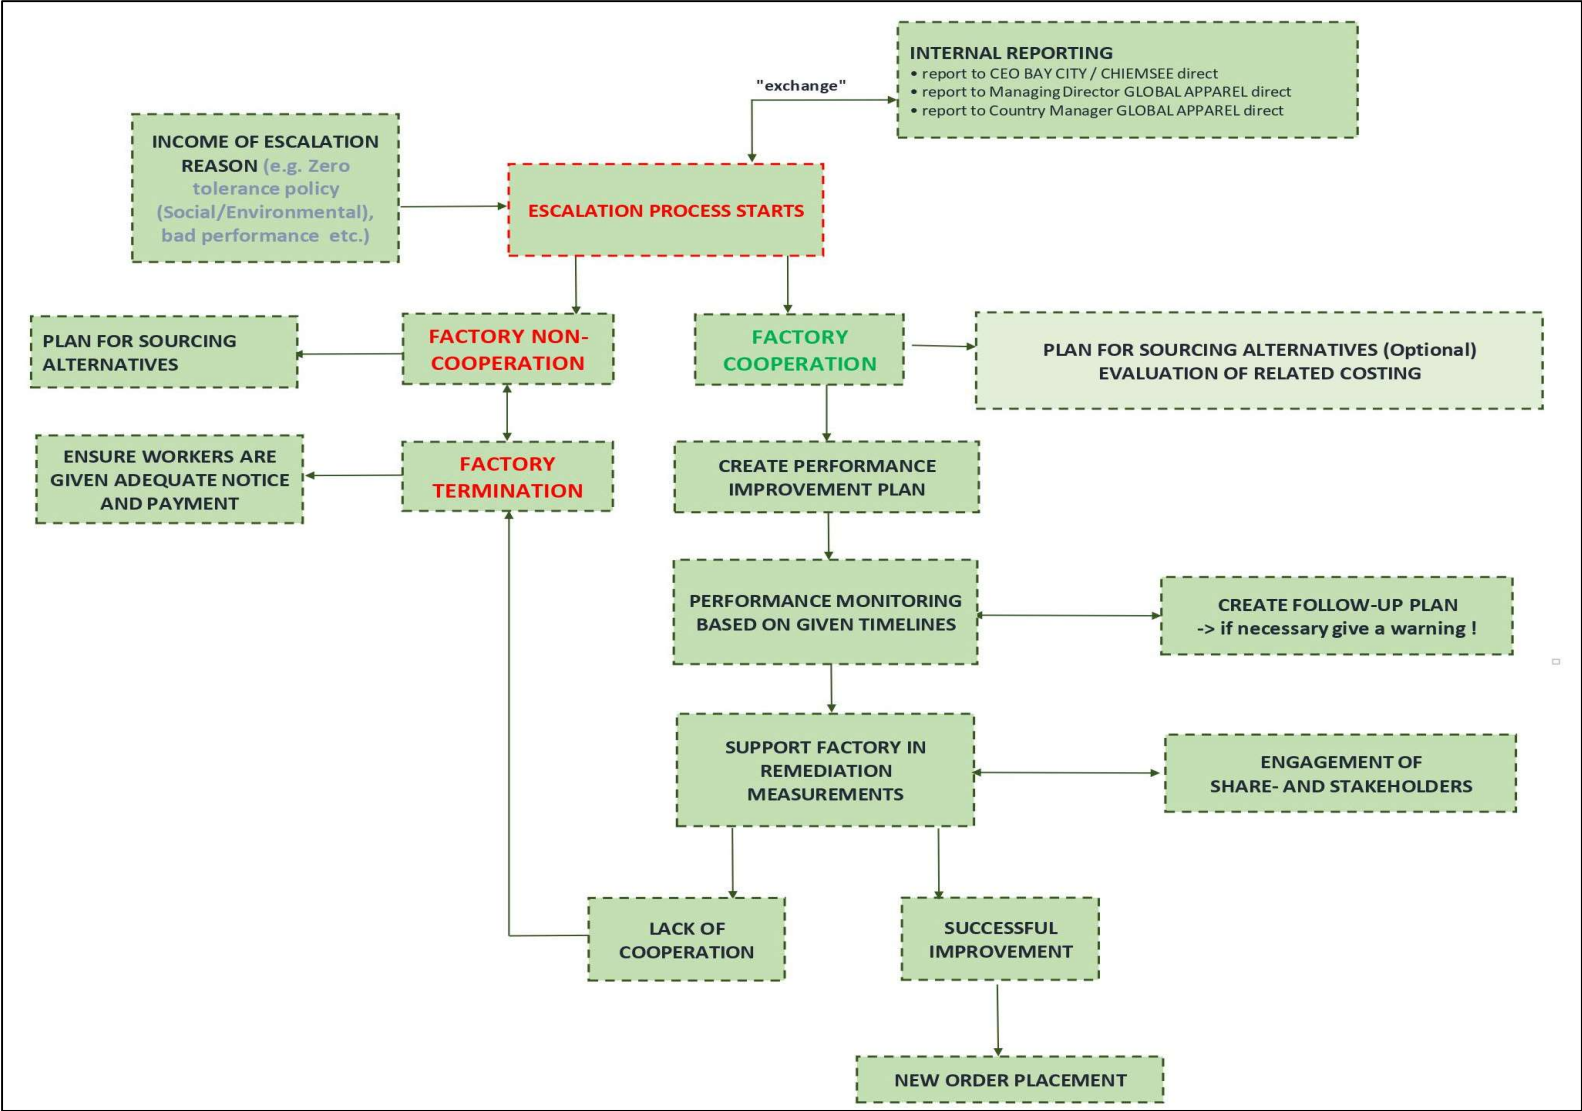 INTERNAL REPORTING
• report to CEO BAY CITY / CHIEMSEE direct
• report to Managing Director GLOBAL APPAREL direct
• report to Country Manager GLOBAL APPAREL direct
"exchange"
INCOME OF ESCALATION
REASON (e.g. Zero
tolerance policy
(Social/Environmental),
bad performance etc.)
ESCALATION PROCESS STARTS
PLAN FOR SOURCING
ALTERNATIVES
FACTORY NON-
COOPERATION
FACTORY
COOPERATION
PLAN FOR SOURCING ALTERNATIVES (Optional)
EVALUATION OF RELATED COSTING
ENSURE WORKERS ARE
GIVEN ADEQUATE NOTICE
AND PAYMENT
FACTORY
TERMINATION
CREATE PERFORMANCE
IMPROVEMENT PLAN
PERFORMANCE MONITORING
BASED ON GIVEN TIMELINES
CREATE FOLLOW-UP PLAN
-> if necessary give a warning !
SUPPORT FACTORY IN
REMEDIATION
MEASUREMENTS
ENGAGEMENT OF
SHARE- AND STAKEHOLDERS
LACK OF
COOPERATION
SUCCESSFUL
IMPROVEMENT
NEW ORDER PLACEMENT